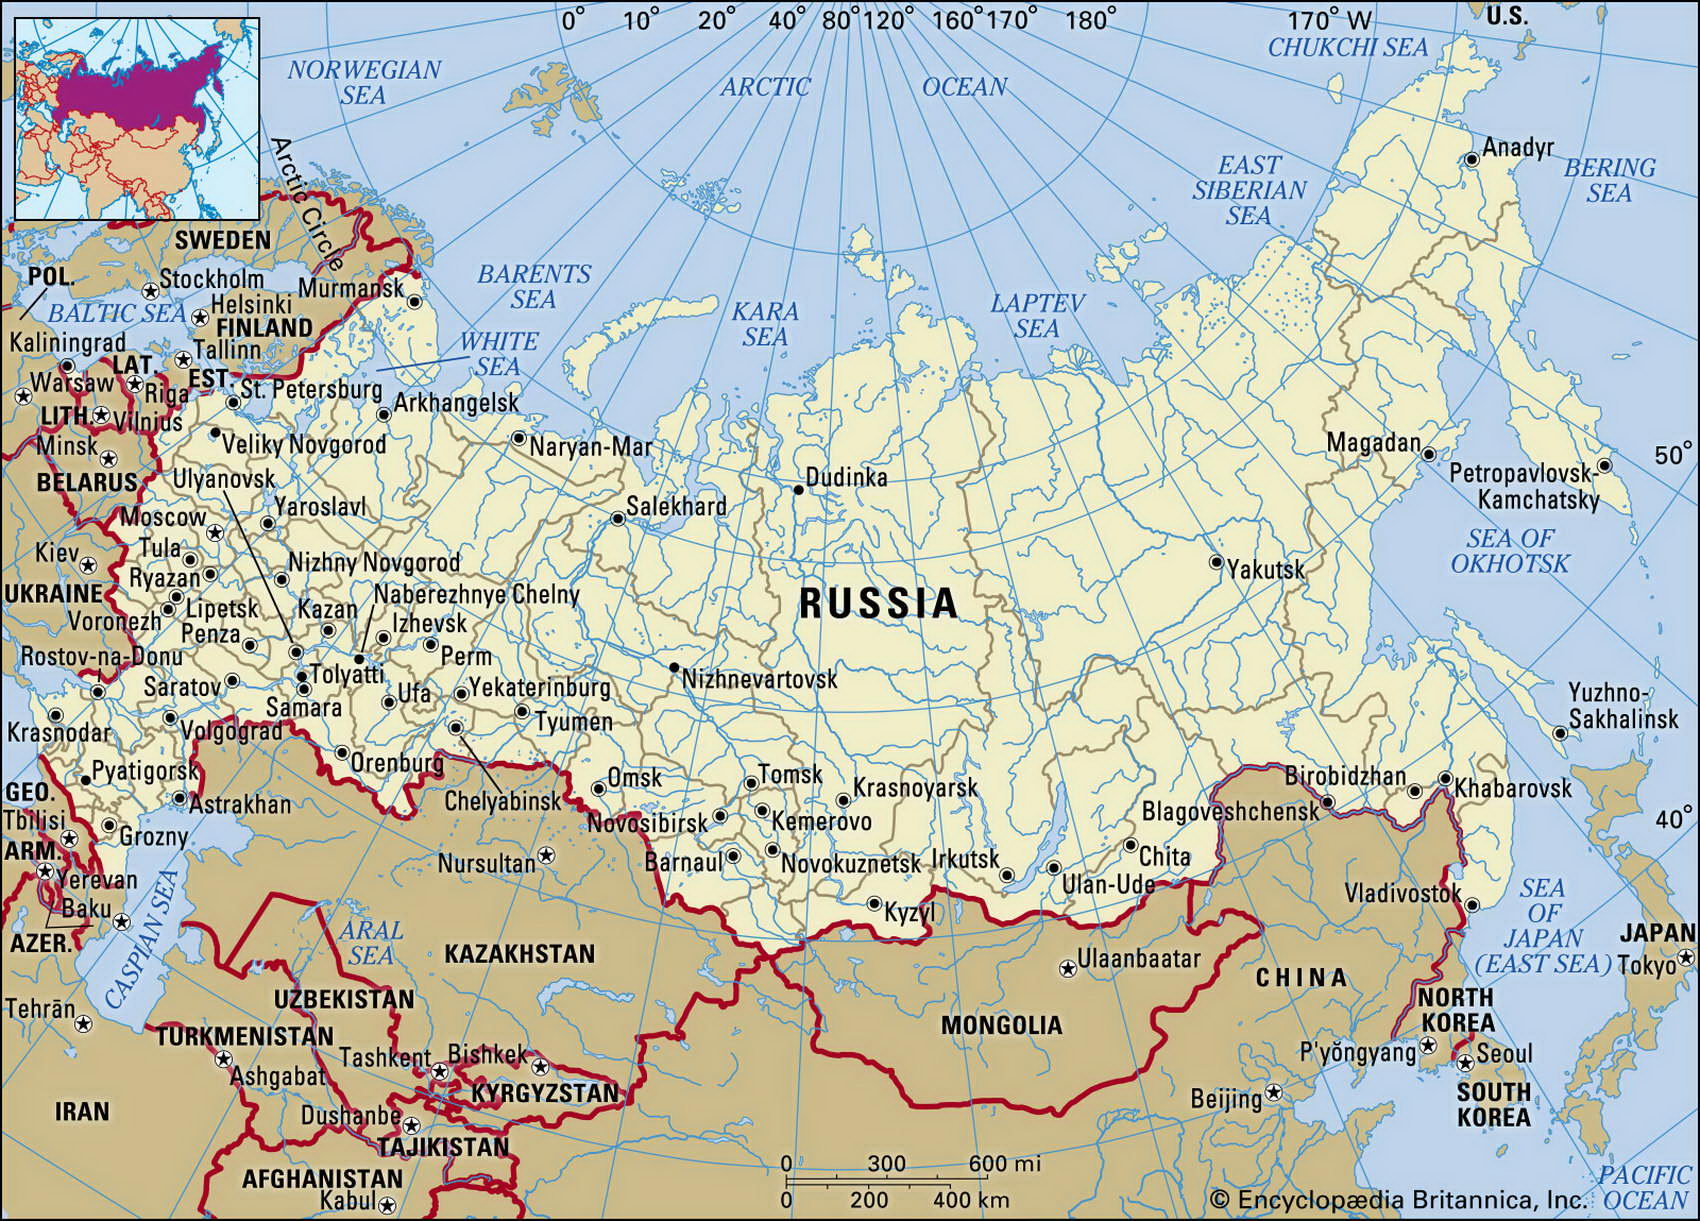 0° 10° 20° 40° 80° 120° 160° 170° 180° 170° W
U.S.
CHUKCHI SEA
NORWEGIAN
SEA
ARCTIC OCEAN
Arctic Circle
Anadyr
EAST
SIBERIAN
SEA
BERING
SEA
SWEDEN
POL.
Stockholm
BALTIC SEA
Helsinki
FINLAND
Murmansk
BARENTS
SEA
KARA
SEA
LAPTEV
SEA
WHITE
SEA
Kaliningrad
Tallinn
LAT.
EST.
Warsaw
Riga
St. Petersburg
LITH.
Vilnius
Arkhangelsk
Minsk
Veliky Novgorod
Naryan-Mar
BELARUS
Ulyanovsk
Dudinka
Magadan
50°
Petropavlovsk-
Kamchatsky
Yaroslavl
Salekhard
Moscow
SEA OF
OKHOTSK
Kiev
Tula
Nizhny Novgorod
Yakutsk
Ryazan
UKRAINE
Naberezhnye Chelny
RUSSIA
Lipetsk
Kazan
Voronezh
Izhevsk
Penza
Perm
Rostov-na-Donu
Tolyatti
Nizhnevartovsk
Saratov
Ufa
Yekaterinburg
Samara
Tyumen
Yuzhno-
Sakhalinsk
Krasnodar
Volgograd
Orenburg
Pyatigorsk
Omsk
Tomsk
Krasnoyarsk
Birobidzhan
Khabarovsk
GEO.
Astrakhan
Chelyabinsk
Blagoveshchensk
40°
Tbilisi
Grozny
Novosibirsk
Kemerovo
ARM.
Nursultan
Barnaul
Novokuznetsk
Irkutsk
Chita
Yerevan
Ulan-Ude
Vladivostok
Baku
Kyzyl
SEA
OF
JAPAN
(EAST SEA)
AZER.
CASPIAN SEA
ARAL
SEA
KAZAKHSTAN
Ulaanbaatar
CHINA
JAPAN
Tokyo
Tehrān
UZBEKISTAN
MONGOLIA
NORTH
KOREA
TURKMENISTAN
Tashkent
Bishkek
P'yŏngyang
Seoul
Ashgabat
KYRGYZSTAN
Beijing
SOUTH
KOREA
IRAN
Dushanbe
TAJIKISTAN
AFGHANISTAN
Kabul
0 300 600 mi
0 200 400 km
PACIFIC
OCEAN
© Encyclopædia Britannica, Inc.